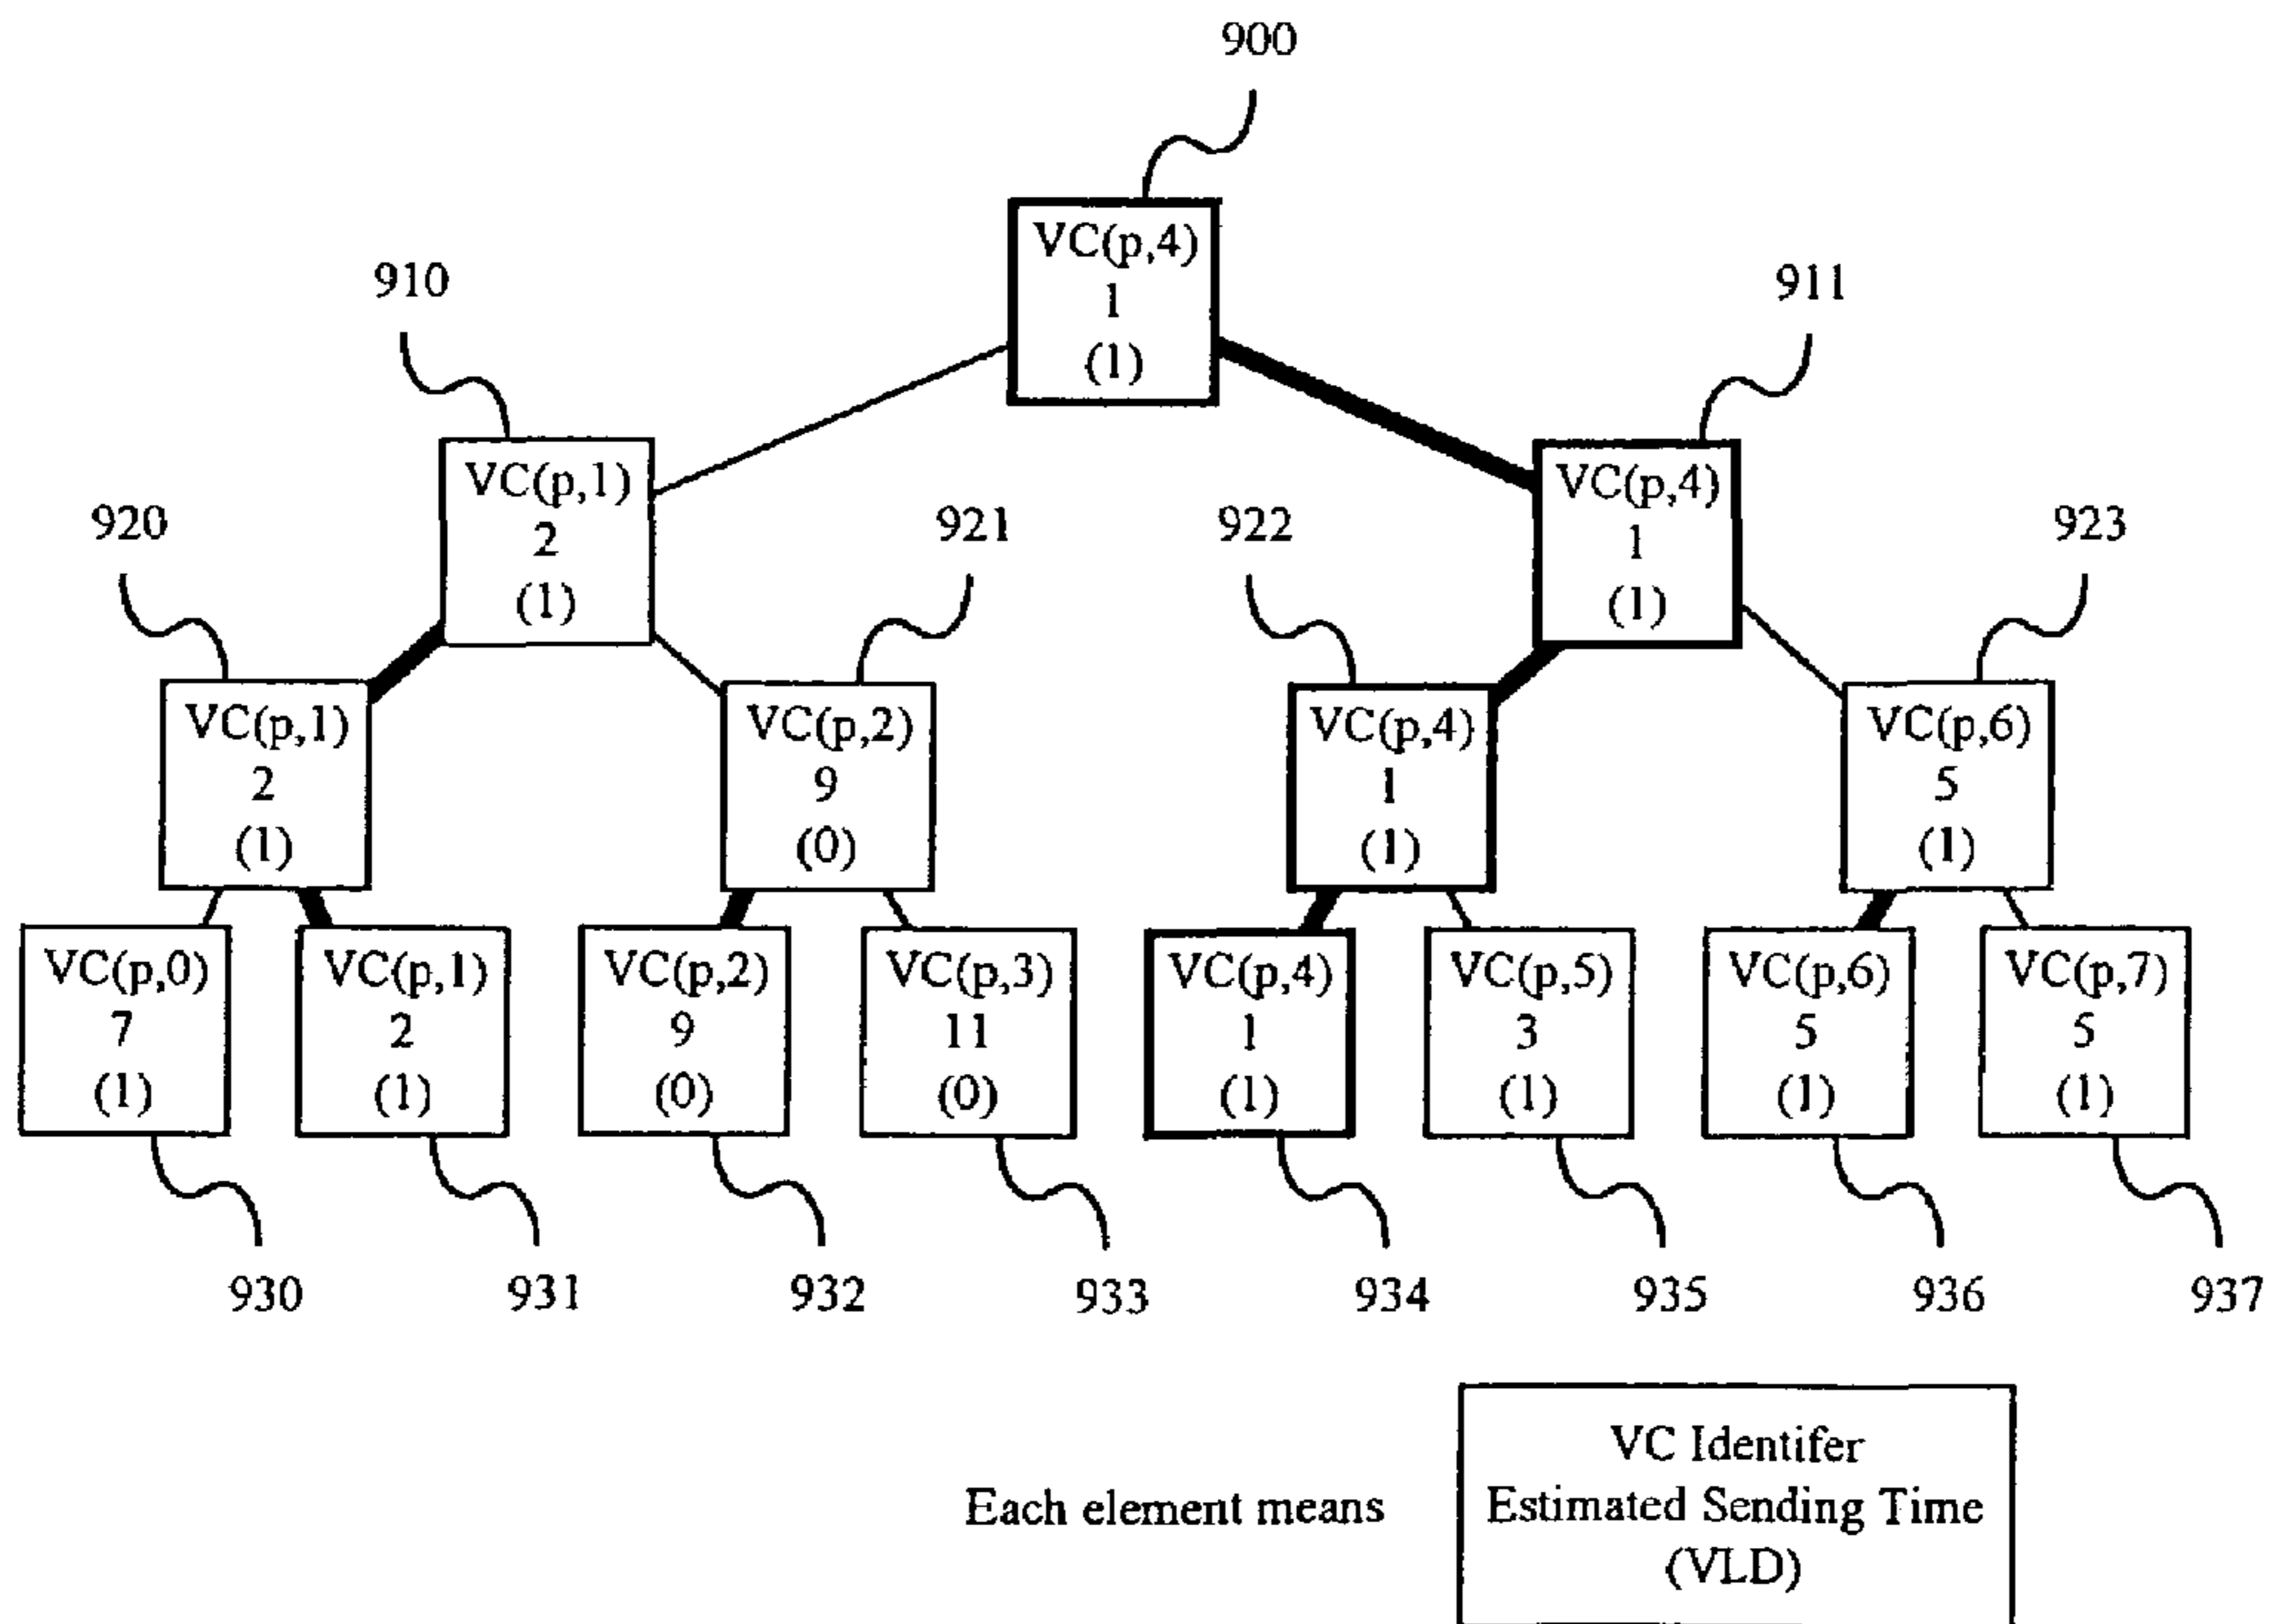 900
VC(p,4)
1
(1)
910
911
VC(p,1)
2
(1)
VC(p,4)
1
(1)
920
921
922
923
VC(p,1)
2
(1)
VC(p,2)
9
(0)
VC(p,4)
1
(1)
VC(p,6)
5
(1)
VC(p,0)
7
(1)
VC(p,1)
2
(1)
VC(p,2)
9
(0)
VC(p,3)
11
(0)
VC(p,4)
1
(1)
VC(p,5)
3
(1)
VC(p,6)
5
(1)
VC(p,7)
5
(1)
930
931
932
933
934
935
936
937
Each element means
VC Identifer
Estimated Sending Time
(VLD)